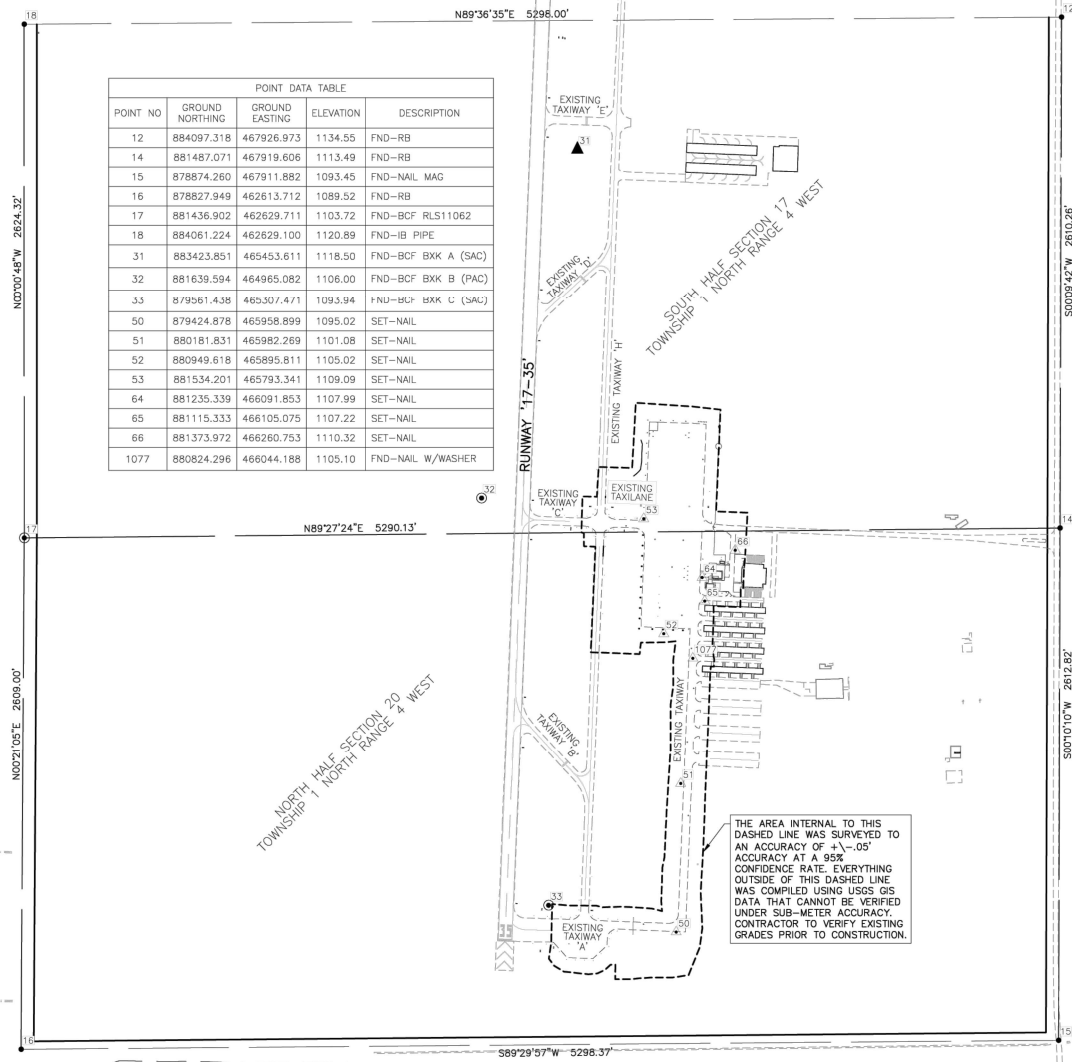 18
N89°36'35"E 5298.00'
12
POINT DATA TABLE
POINT NO GROUND NORTHING GROUND EASTING ELEVATION DESCRIPTION
12 884097.318 467926.973 1134.55 FND-RB
14 881487.071 467919.606 1113.49 FND-RB
15 878874.260 467911.882 1093.45 FND-NAIL MAG
16 878827.949 462613.712 1089.52 FND-RB
17 881436.902 462629.711 1103.72 FND-BCF RLS11062
18 884061.224 462629.100 1120.89 FND-IB PIPE
31 883423.851 465453.611 1118.50 FND-BCF BXK A (SAC)
32 881639.594 464965.082 1106.00 FND-BCF BXK B (PAC)
33 879561.438 465307.471 1093.94 FND-BCF BXK C (SAC)
50 879424.878 465958.899 1095.02 SET-NAIL
51 880181.831 465982.269 1101.08 SET-NAIL
52 880949.618 465895.811 1105.02 SET-NAIL
53 881534.201 465793.341 1109.09 SET-NAIL
64 881235.339 466091.853 1107.99 SET-NAIL
65 881115.333 466105.075 1107.22 SET-NAIL
66 881373.972 466260.753 1110.32 SET-NAIL
1077 880824.296 466044.188 1105.10 FND-NAIL W/WASHER
EXISTING
TAXIWAY 'E'
31
N00°00'48"W 2624.32'
S00°09'42"W 2610.26'
SOUTH HALF SECTION 17
TOWNSHIP 1 NORTH RANGE 4 WEST
EXISTING
TAXIWAY 'D'
EXISTING TAXIWAY 'H'
RUNWAY '17-35'
32
EXISTING
TAXIWAY
'C'
EXISTING
TAXILANE
53
17
N89°27'24"E 5290.13'
14
66
64
65
52
1077
N00°21'05"E 2609.00'
S00°10'10"W 2612.82'
NORTH HALF SECTION 20
TOWNSHIP 1 NORTH RANGE 4 WEST
EXISTING
TAXIWAY 'B'
EXISTING TAXIWAY
51
THE AREA INTERNAL TO THIS
DASHED LINE WAS SURVEYED TO
AN ACCURACY OF +\-.05'
ACCURACY AT A 95%
CONFIDENCE RATE. EVERYTHING
OUTSIDE OF THIS DASHED LINE
WAS COMPILED USING USGS GIS
DATA THAT CANNOT BE VERIFIED
UNDER SUB-METER ACCURACY.
CONTRACTOR TO VERIFY EXISTING
GRADES PRIOR TO CONSTRUCTION.
33
EXISTING
TAXIWAY
'A'
50
16
S89°29'57"W 5298.37'
15